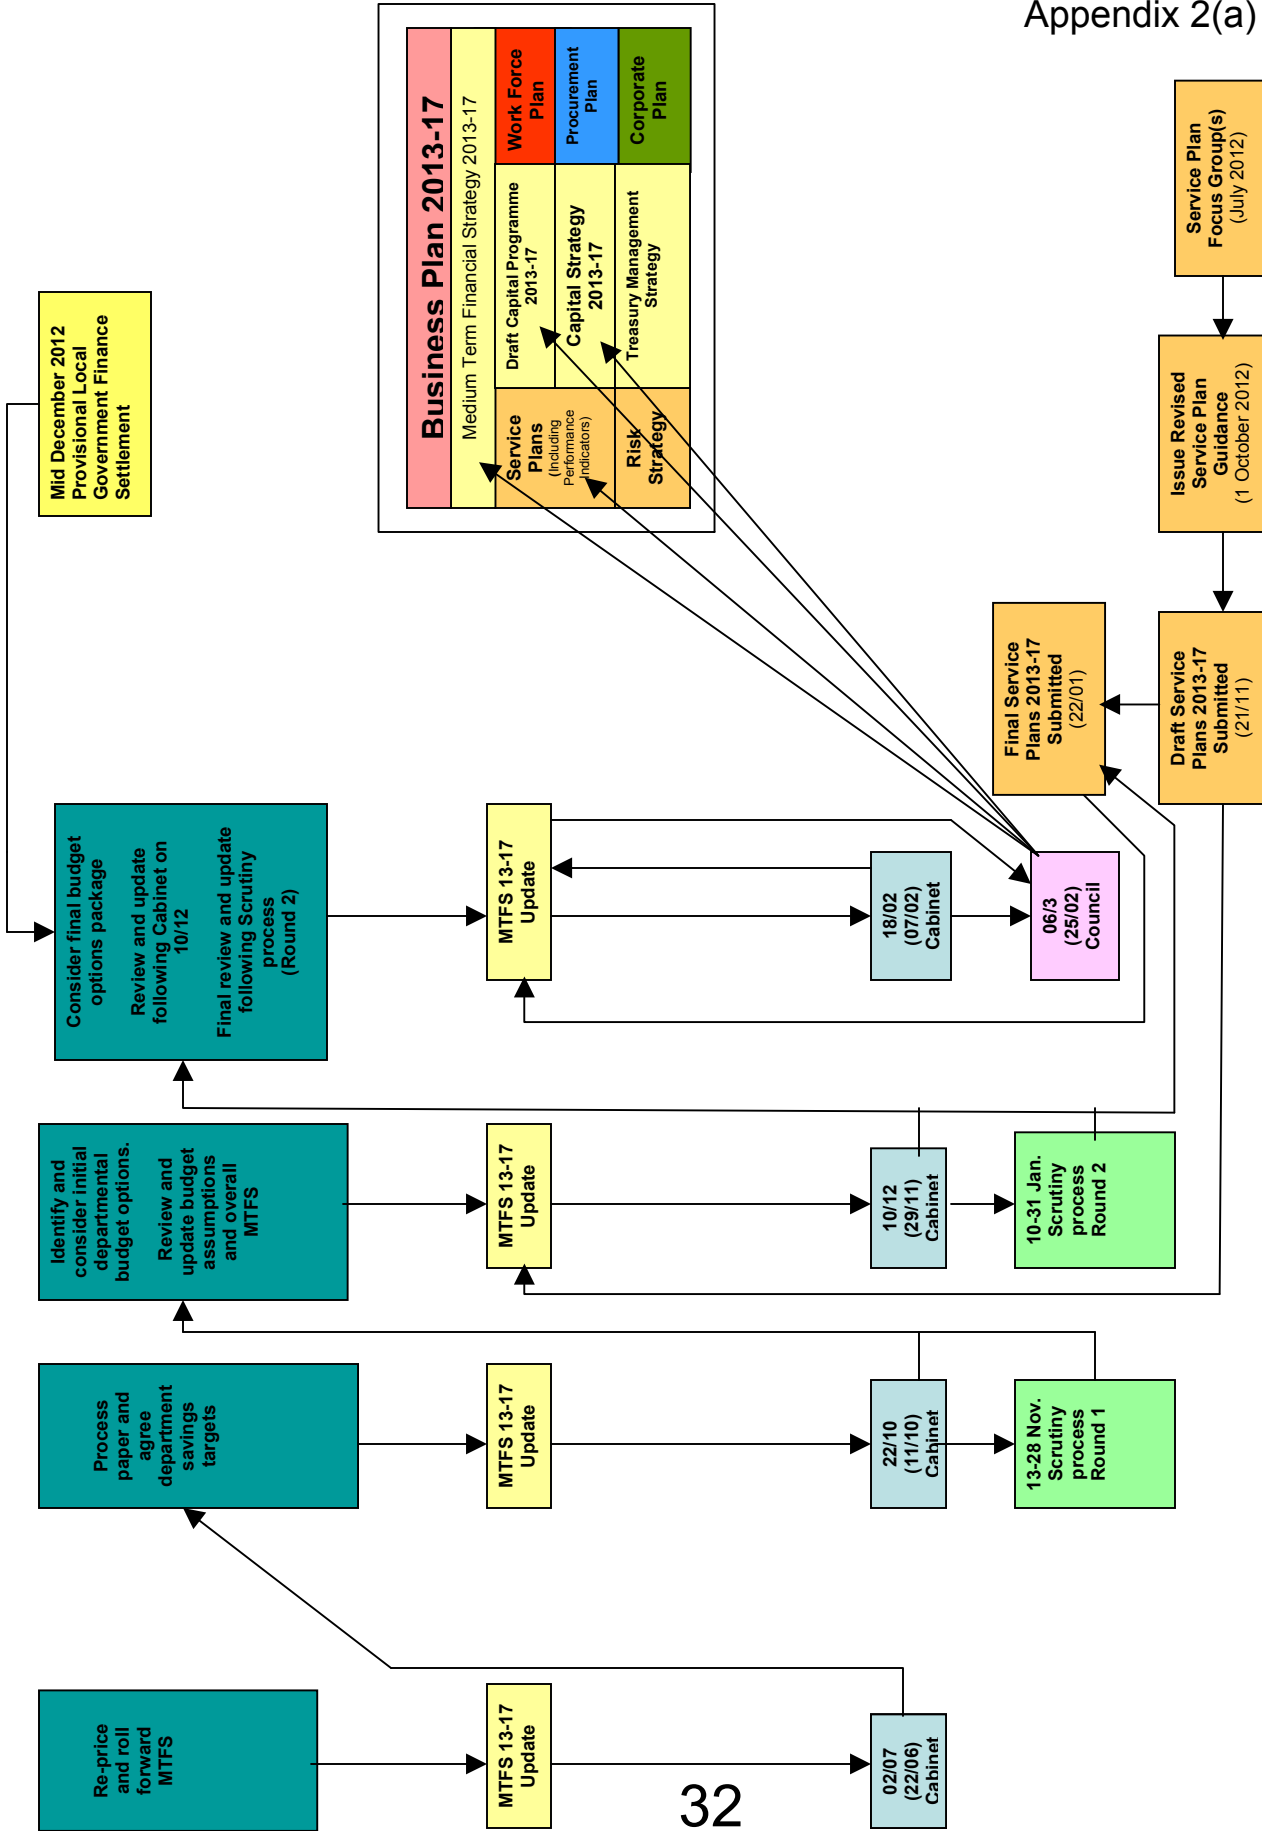 Appendix 2(a)
Re-price
and roll
forward
MTFS
MTFS 13-17
Update
02/07
(22/06)
Cabinet
Process
paper and
agree
department
savings
targets
MTFS 13-17
Update
22/10
(11/10)
Cabinet
13-28 Nov.
Scrutiny
process
Round 1
Identify and
consider initial
departmental
budget options.
Review and
update budget
assumptions
and overall
MTFS
MTFS 13-17
Update
10/12
(29/11)
Cabinet
10-31 Jan.
Scrutiny
process
Round 2
Consider final budget
options package
Review and update
following Cabinet on
10/12
Final review and update
following Scrutiny
process
(Round 2)
MTFS 13-17
Update
18/02
(07/02)
Cabinet
06/3
(25/02)
Council
Mid December 2012
Provisional Local
Government Finance
Settlement
Business Plan 2013-17
Medium Term Financial Strategy 2013-17
Service
Plans
(Including
Performance
Indicators)
Risk
Strategy
Draft Capital Programme
2013-17
Capital Strategy
2013-17
Treasury Management
Strategy
Work Force
Plan
Procurement
Plan
Corporate
Plan
Final Service
Plans 2013-17
Submitted
(22/01)
Draft Service
Plans 2013-17
Submitted
(21/11)
Issue Revised
Service Plan
Guidance
(1 October 2012)
Service Plan
Focus Group(s)
(July 2012)
32